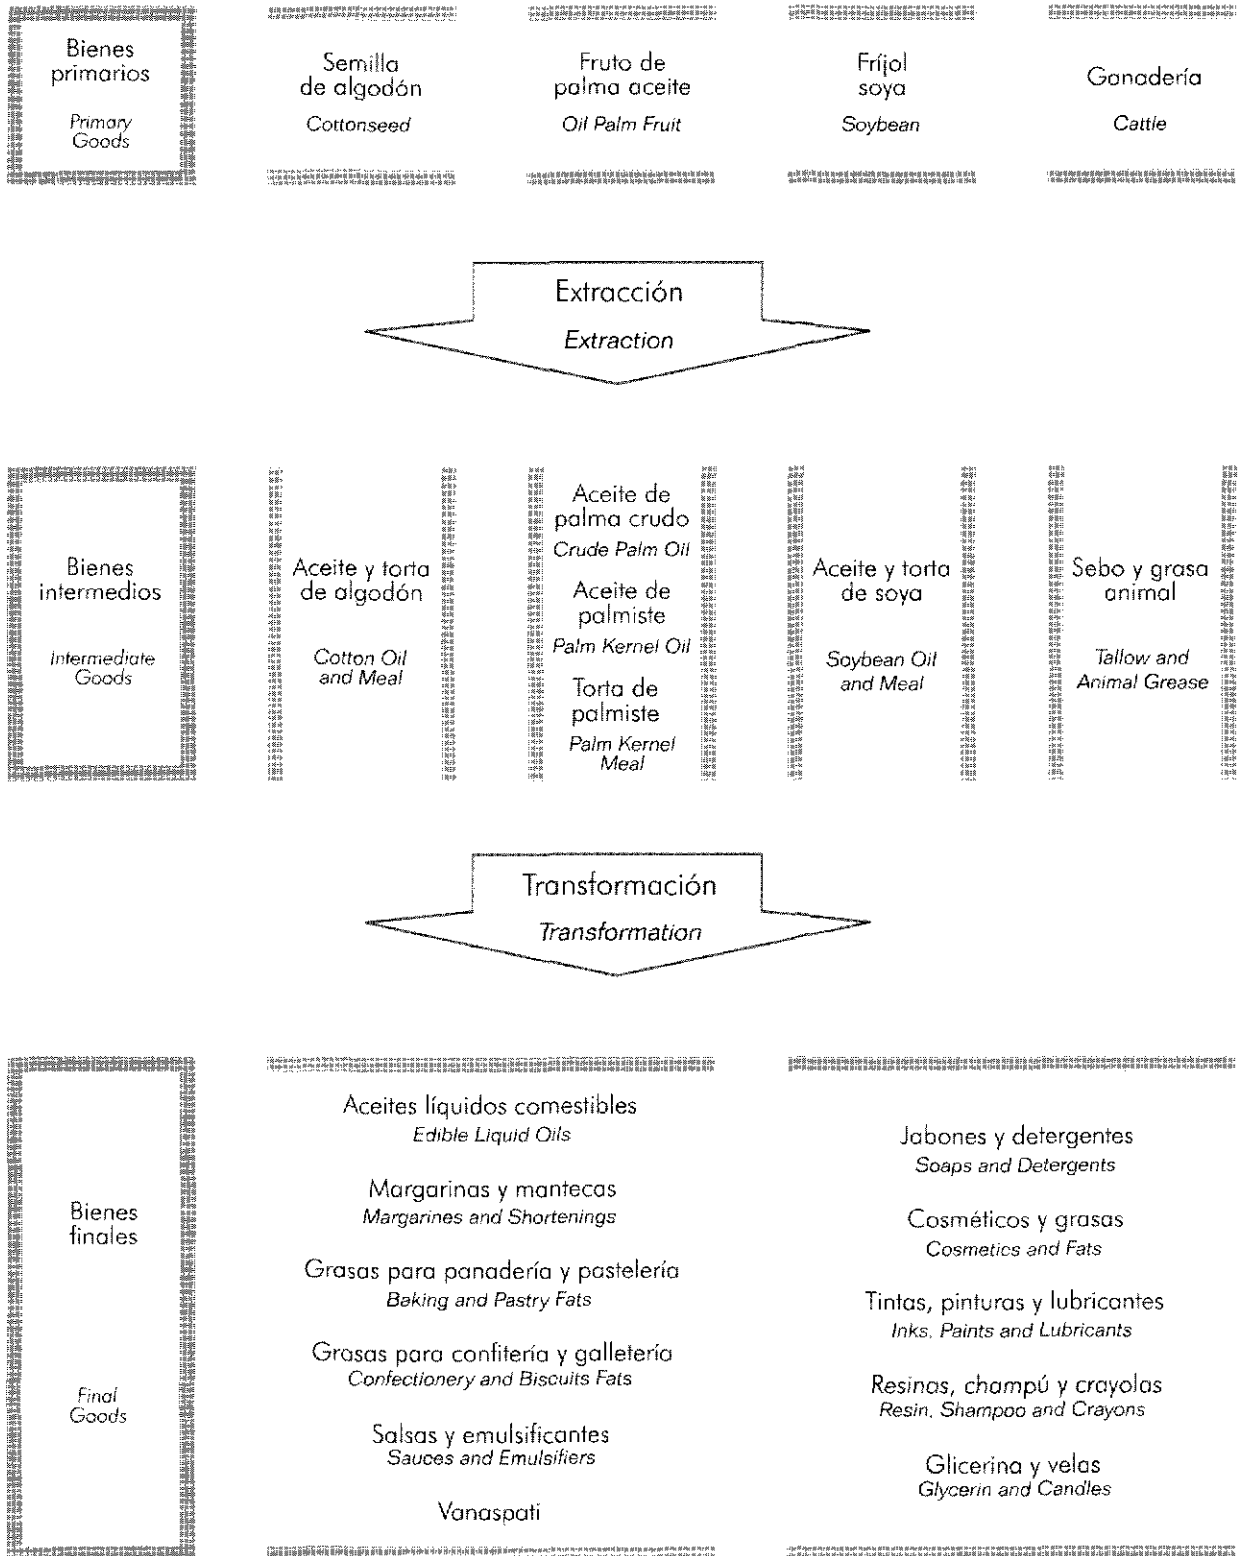 Bienes
primarios
Primary
Goods
Semilla
de algodón
Cottonseed
Fruto de
palma aceite
Oil Palm Fruit
Fríjol
soya
Soybean
Ganadería
Cattle
Extracción
Extraction
Bienes
intermedios
Intermediate
Goods
Aceite y torta
de algodón
Cotton Oil
and Meal
Aceite de
palma crudo
Crude Palm Oil
Aceite de
palmiste
Palm Kernel Oil
Torta de
palmiste
Palm Kernel
Meal
Aceite y torta
de soya
Soybean Oil
and Meal
Sebo y grasa
animal
Tallow and
Animal Grease
Transformación
Transformation
Bienes
finales
Final
Goods
Aceites líquidos comestibles
Edible Liquid Oils
Margarinas y mantecas
Margarines and Shortenings
Grasas para panadería y pastelería
Baking and Pastry Fats
Grasas para confitería y galletería
Confectionery and Biscuits Fats
Salsas y emulsificantes
Sauces and Emulsifiers
Vanaspati
Jabones y detergentes
Soaps and Detergents
Cosméticos y grasas
Cosmetics and Fats
Tintas, pinturas y lubricantes
Inks, Paints and Lubricants
Resinas, champú y crayolas
Resin, Shampoo and Crayons
Glicerina y velas
Glycerin and Candles